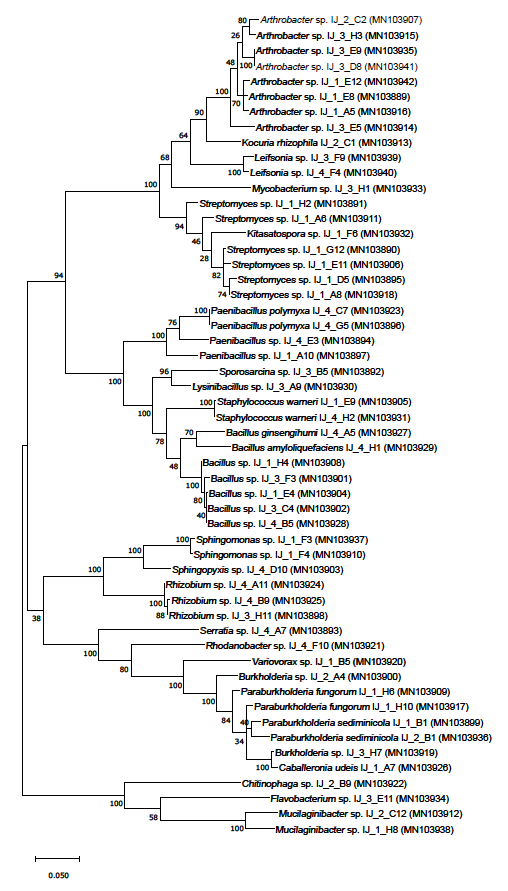 80
Arthrobacter sp. IJ_2_C2 (MN103907)
26
Arthrobacter sp. IJ_3_H3 (MN103915)
Arthrobacter sp. IJ_3_E9 (MN103935)
48
100
Arthrobacter sp. IJ_3_D8 (MN103941)
Arthrobacter sp. IJ_1_E12 (MN103942)
100
Arthrobacter sp. IJ_1_E8 (MN103889)
70
Arthrobacter sp. IJ_1_A5 (MN103916)
90
Arthrobacter sp. IJ_3_E5 (MN103914)
64
Kocuria rhizophila IJ_2_C1 (MN103913)
68
Leifsonia sp. IJ_3_F9 (MN103939)
100
Leifsonia sp. IJ_4_F4 (MN103940)
100
Mycobacterium sp. IJ_3_H1 (MN103933)
Streptomyces sp. IJ_1_H2 (MN103891)
94
Streptomyces sp. IJ_1_A6 (MN103911)
46
Kitasatospora sp. IJ_1_F6 (MN103932)
28
Streptomyces sp. IJ_1_G12 (MN103890)
82
Streptomyces sp. IJ_1_E11 (MN103906)
94
Streptomyces sp. IJ_1_D5 (MN103895)
74
Streptomyces sp. IJ_1_A8 (MN103918)
100
Paenibacillus polymyxa IJ_4_C7 (MN103923)
76
Paenibacillus polymyxa IJ_4_G5 (MN103896)
100
Paenibacillus sp. IJ_4_E3 (MN103894)
Paenibacillus sp. IJ_1_A10 (MN103897)
100
96
Sporosarcina sp. IJ_3_B5 (MN103892)
Lysinibacillus sp. IJ_3_A9 (MN103930)
100
100
Staphylococcus warneri IJ_1_E9 (MN103905)
Staphylococcus warneri IJ_4_H2 (MN103931)
78
70
Bacillus ginsengihumi IJ_4_A5 (MN103927)
Bacillus amyloliquefaciens IJ_4_H1 (MN103929)
48
Bacillus sp. IJ_1_H4 (MN103908)
100
Bacillus sp. IJ_3_F3 (MN103901)
80
Bacillus sp. IJ_1_E4 (MN103904)
40
Bacillus sp. IJ_3_C4 (MN103902)
Bacillus sp. IJ_4_B5 (MN103928)
100
Sphingomonas sp. IJ_1_F3 (MN103937)
100
Sphingomonas sp. IJ_1_F4 (MN103910)
100
Sphingopyxis sp. IJ_4_D10 (MN103903)
Rhizobium sp. IJ_4_A11 (MN103924)
100
Rhizobium sp. IJ_4_B9 (MN103925)
88
Rhizobium sp. IJ_3_H11 (MN103898)
38
Serratia sp. IJ_4_A7 (MN103893)
100
Rhodanobacter sp. IJ_4_F10 (MN103921)
80
Variovorax sp. IJ_1_B5 (MN103920)
100
Burkholderia sp. IJ_2_A4 (MN103900)
100
Paraburkholderia fungorum IJ_1_H6 (MN103909)
84
Paraburkholderia fungorum IJ_1_H10 (MN103917)
40
Paraburkholderia sediminicola IJ_1_B1 (MN103899)
34
Paraburkholderia sediminicola IJ_2_B1 (MN103936)
Burkholderia sp. IJ_3_H7 (MN103919)
100
Caballeronia udeis IJ_1_A7 (MN103926)
Chitinophaga sp. IJ_2_B9 (MN103922)
100
Flavobacterium sp. IJ_3_E11 (MN103934)
58
Mucilaginibacter sp. IJ_2_C12 (MN103912)
100
Mucilaginibacter sp. IJ_1_H8 (MN103938)
0.050